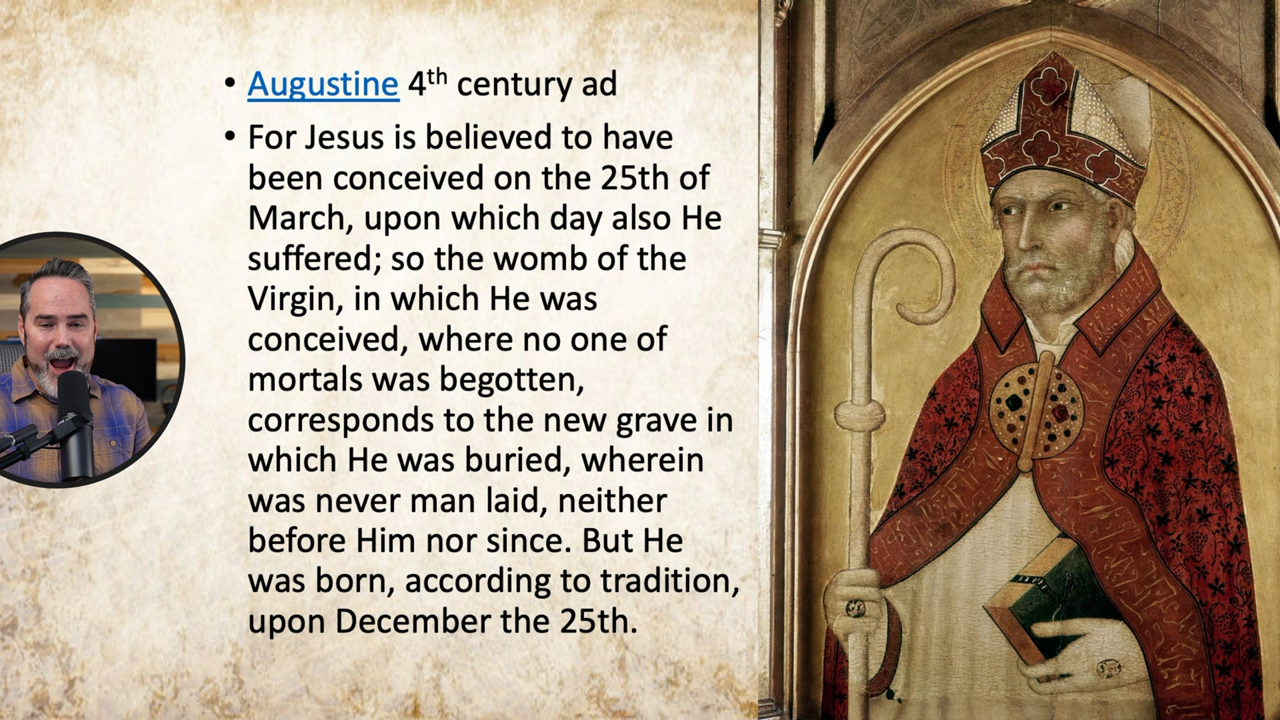 • Augustine 4th century ad
• For Jesus is believed to have
been conceived on the 25th of
March, upon which day also He
suffered; so the womb of the
Virgin, in which He was
conceived, where no one of
mortals was begotten,
corresponds to the new grave in
which He was buried, wherein
was never man laid, neither
before Him nor since. But He
was born, according to tradition,
upon December the 25th.